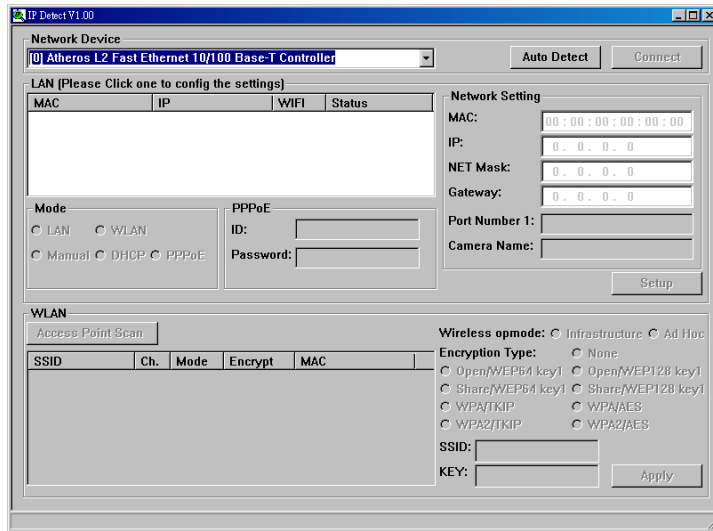 IP Detect V1.00
Network Device
[0] Atheros L2 Fast Ethernet 10/100 Base-T Controller
Auto Detect
Connect
LAN (Please Click one to config the settings)
MAC IP WIFI Status
Mode
LAN WLAN
Manual DHCP PPPoE
PPPoE
ID:
Password:
Network Setting
MAC: 00:00:00:00:00:00
IP: 0. 0. 0. 0
NET Mask: 0. 0. 0. 0
Gateway: 0. 0. 0. 0
Port Number 1:
Camera Name:
Setup
WLAN
Access Point Scan
SSID Ch. Mode Encrypt MAC
Wireless opmode: Infrastructure Ad Hoc
Encryption Type: None
Open/WEP64 key1 Open/WEP128 key1
Share/WEP64 key1 Share/WEP128 key1
WPA/TKIP WPA/AES
WPA2/TKIP WPA2/AES
SSID:
KEY:
Apply